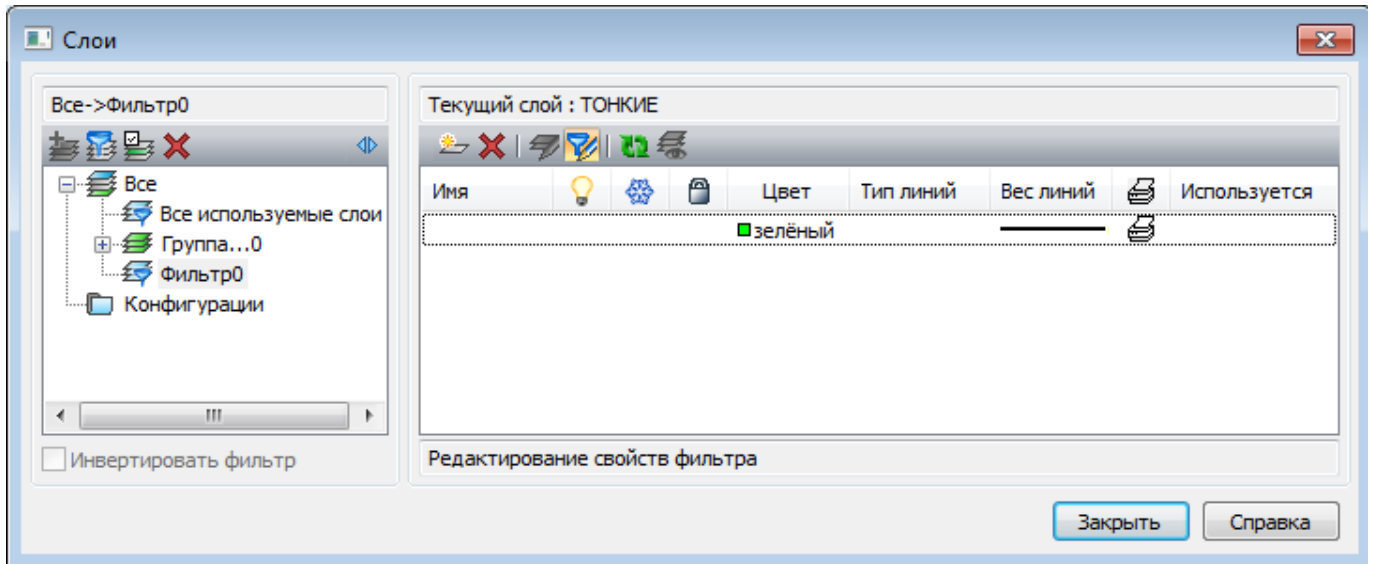 Слои
Все->Фильтр0
Текущий слой : ТОНКИЕ
Все
Все используемые слои
Группа...0
Фильтр0
Конфигурации
Имя Цвет Тип линий Вес линий Используется
зелёный
Инвертировать фильтр
Редактирование свойств фильтра
Закрыть Справка